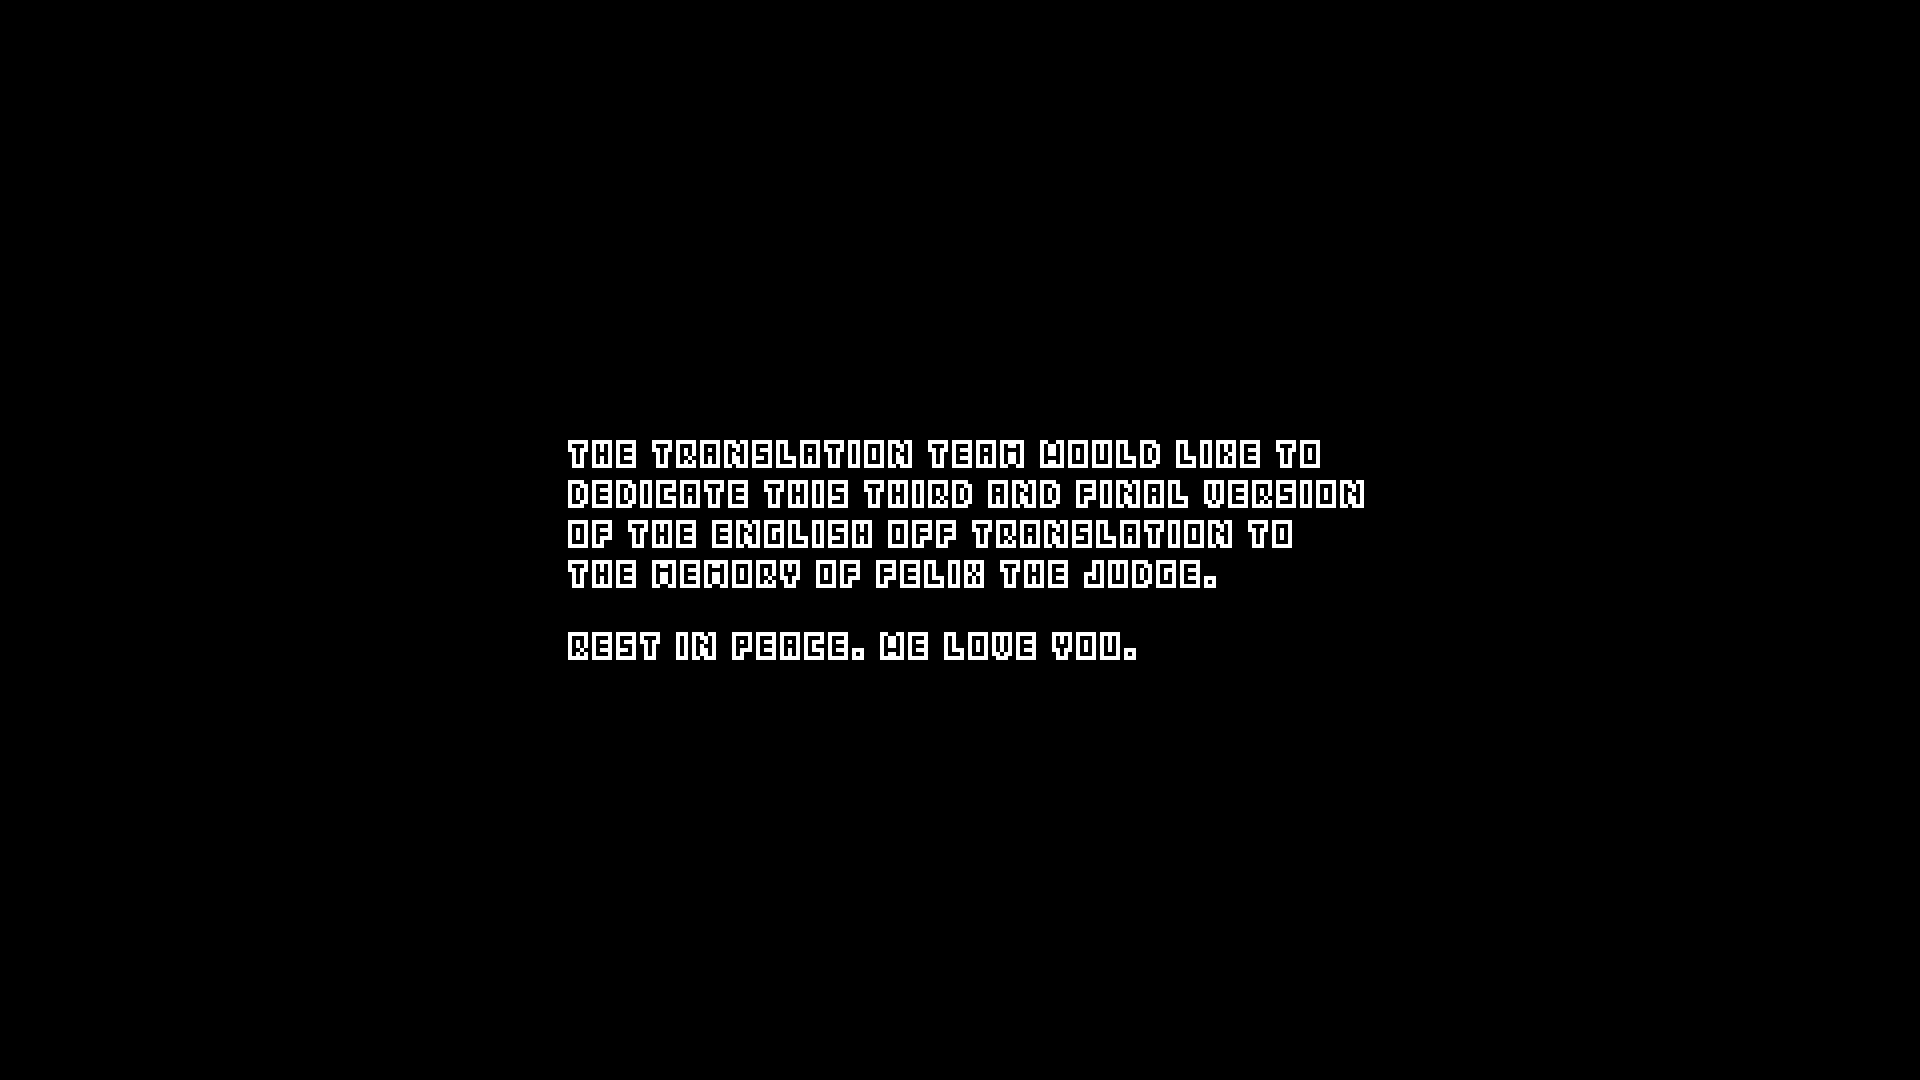 THE TRANSLATION TEAM WOULD LIKE TO
DEDICATE THIS THIRD AND FINAL VERSION
OF THE ENGLISH OFF TRANSLATION TO
THE MEMORY OF FELIX THE JUDGE.
REST IN PEACE. WE LOVE YOU.